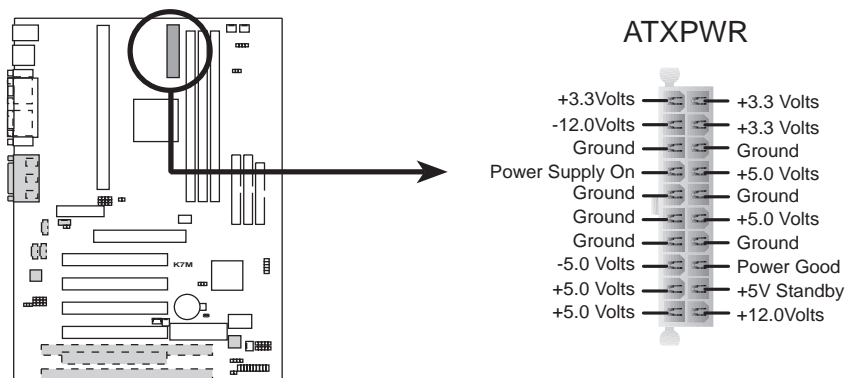 ATXPWR
+3.3Volts
-12.0Volts
Ground
Power Supply On
Ground
Ground
Ground
-5.0 Volts
+5.0 Volts
+5.0 Volts
+3.3 Volts
+3.3 Volts
Ground
+5.0 Volts
Ground
+5.0 Volts
Ground
Power Good
+5V Standby
+12.0Volts
K7M